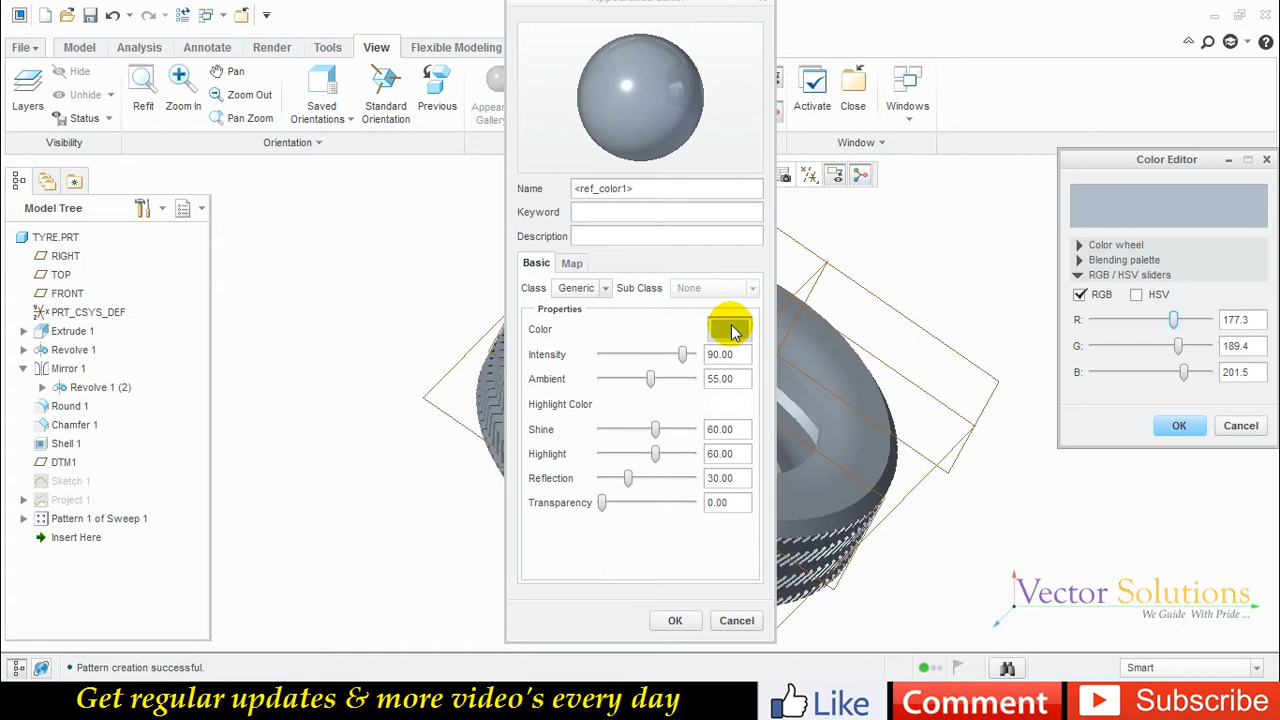 File
Model
Analysis
Annotate
Render
Tools
View
Flexible Modeling
Layers
Hide
Unhide
Status
Refit
Zoom In
Pan
Zoom Out
Pan Zoom
Saved
Orientations
Standard
Orientation
Previous
Activate
Close
Windows
Visibility
Orientation
Window
Model Tree
TYRE.PRT
RIGHT
TOP
FRONT
PRT_CSYS_DEF
Extrude 1
Revolve 1
Mirror 1
Revolve 1 (2)
Round 1
Chamfer 1
Shell 1
DTM1
Sketch 1
Project 1
Pattern 1 of Sweep 1
Insert Here
Name <ref_color1>
Keyword
Description
Basic Map
Class Generic Sub Class None
Properties
Color
Intensity 90.00
Ambient 55.00
Highlight Color
Shine 60.00
Highlight 60.00
Reflection 30.00
Transparency 0.00
OK Cancel
Color Editor
Color wheel
Blending palette
RGB / HSV sliders
RGB HSV
R: 177.3
G: 189.4
B: 201.5
OK Cancel
Vector Solutions
We Guide With Pride ...
Pattern creation successful.
Smart
Get regular updates & more video's every day
Like
Comment
Subscribe